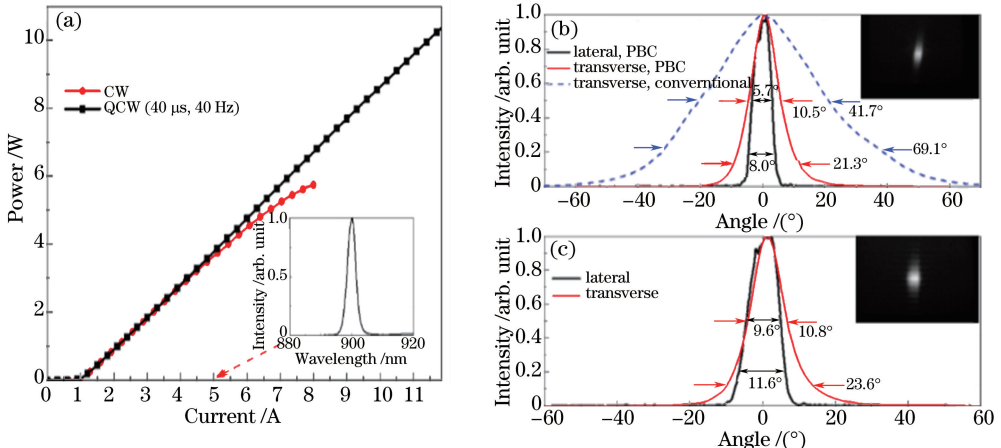 (a)
10
8
6
4
2
0
Power /W
CW
QCW (40 μs, 40 Hz)
0 1 2 3 4 5 6 7 8 9 10 11
Current /A
1.0
0.5
0
Intensity /arb. unit
880 900 920
Wavelength /nm
(b)
1.0
0.8
0.6
0.4
0.2
0
Intensity /arb. unit
lateral, PBC
transverse, PBC
transverse, converntional
5.7°
10.5°
41.7°
69.1°
8.0°
21.3°
−60 −40 −20 0 20 40 60
Angle /(°)
(c)
1.0
0.8
0.6
0.4
0.2
0
Intensity /arb. unit
lateral
transverse
9.6°
10.8°
11.6°
23.6°
−60 −40 −20 0 20 40 60
Angle /(°)